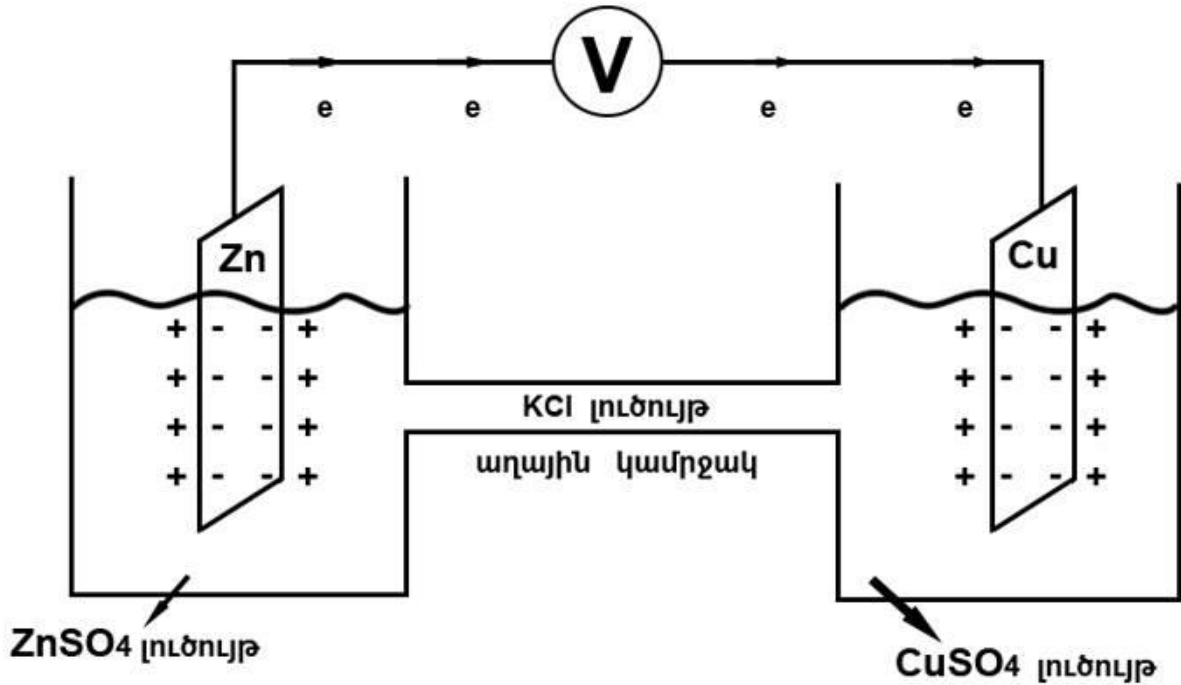 V
e e e e
Zn
Cu
+ - - +
+ - - +
+ - - +
+ - - +
+ - - +
+ - - +
+ - - +
+ - - +
KCl լուծույթ
աղային կամրջակ
ZnSO4 լուծույթ
CuSO4 լուծույթ